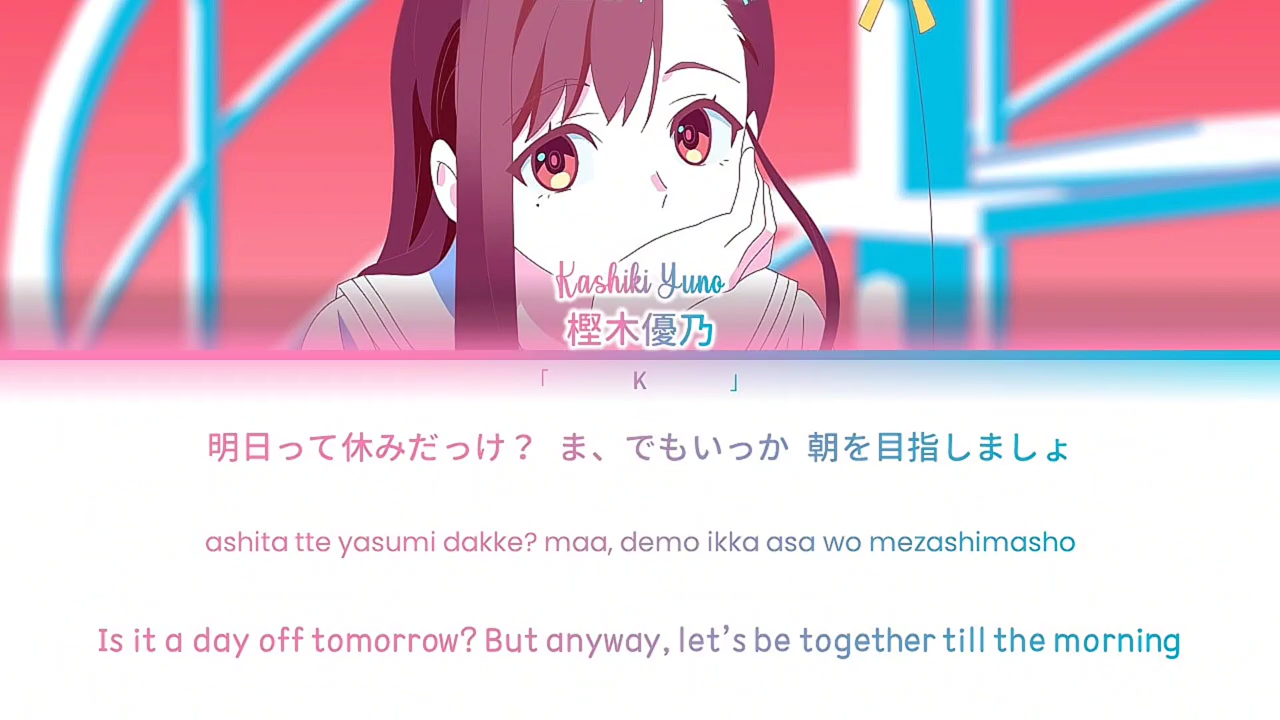 Kashiki Yuno
樫木優乃
「 K 」
明日って休みだっけ？ ま、でもいっか 朝を目指しましょ
ashita tte yasumi dakke? maa, demo ikka asa wo mezashimasho
Is it a day off tomorrow? But anyway, let's be together till the morning